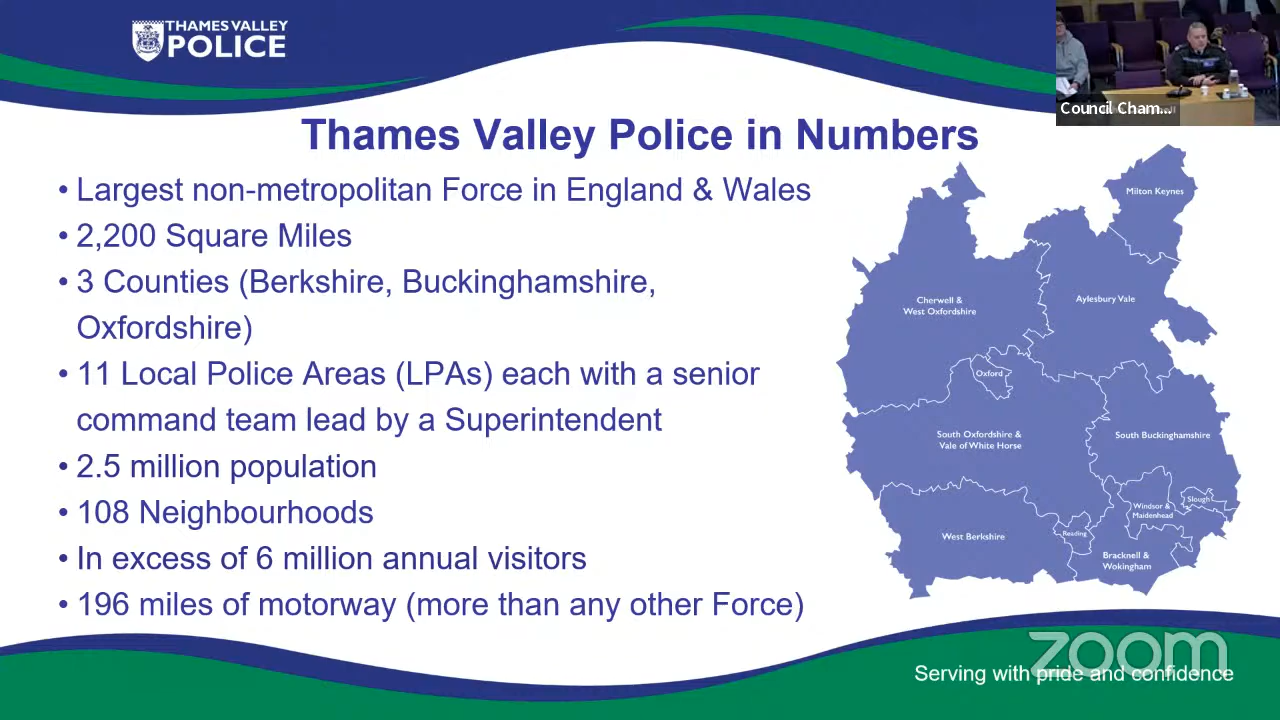 THAMES VALLEY
POLICE
Council Cham...
Thames Valley Police in Numbers
• Largest non-metropolitan Force in England & Wales
• 2,200 Square Miles
• 3 Counties (Berkshire, Buckinghamshire,
Oxfordshire)
• 11 Local Police Areas (LPAs) each with a senior
command team lead by a Superintendent
• 2.5 million population
• 108 Neighbourhoods
• In excess of 6 million annual visitors
• 196 miles of motorway (more than any other Force)
Milton Keynes
Cherwell &
West Oxfordshire
Aylesbury Vale
Oxford
South Oxfordshire &
Vale of White Horse
South Buckinghamshire
Slough
Windsor &
Maidenhead
Reading
West Berkshire
Bracknell &
Wokingham
zoom
Serving with pride and confidence